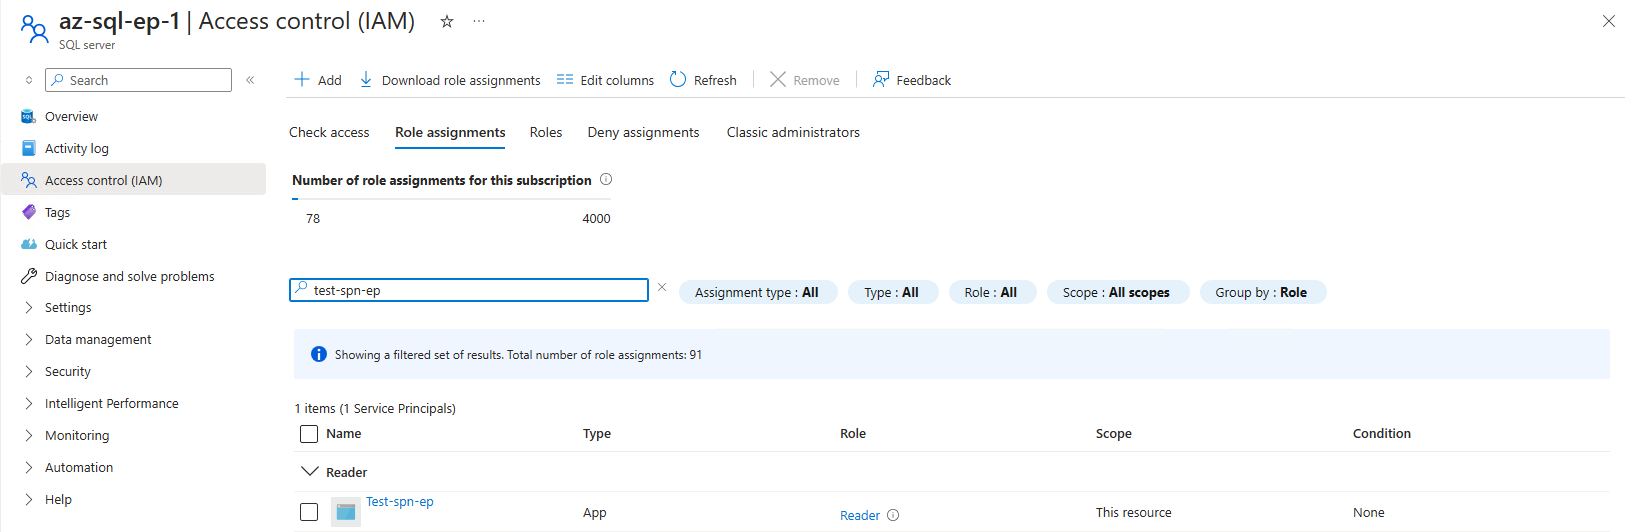 az-sql-ep-1 | Access control (IAM)
SQL server
Search
Add
Download role assignments
Edit columns
Refresh
Remove
Feedback
Overview
Activity log
Access control (IAM)
Tags
Quick start
Diagnose and solve problems
Settings
Data management
Security
Intelligent Performance
Monitoring
Automation
Help
Check access
Role assignments
Roles
Deny assignments
Classic administrators
Number of role assignments for this subscription
78
4000
test-spn-ep
Assignment type : All
Type : All
Role : All
Scope : All scopes
Group by : Role
Showing a filtered set of results. Total number of role assignments: 91
1 items (1 Service Principals)
Name
Type
Role
Scope
Condition
Reader
Test-spn-ep
App
Reader
This resource
None